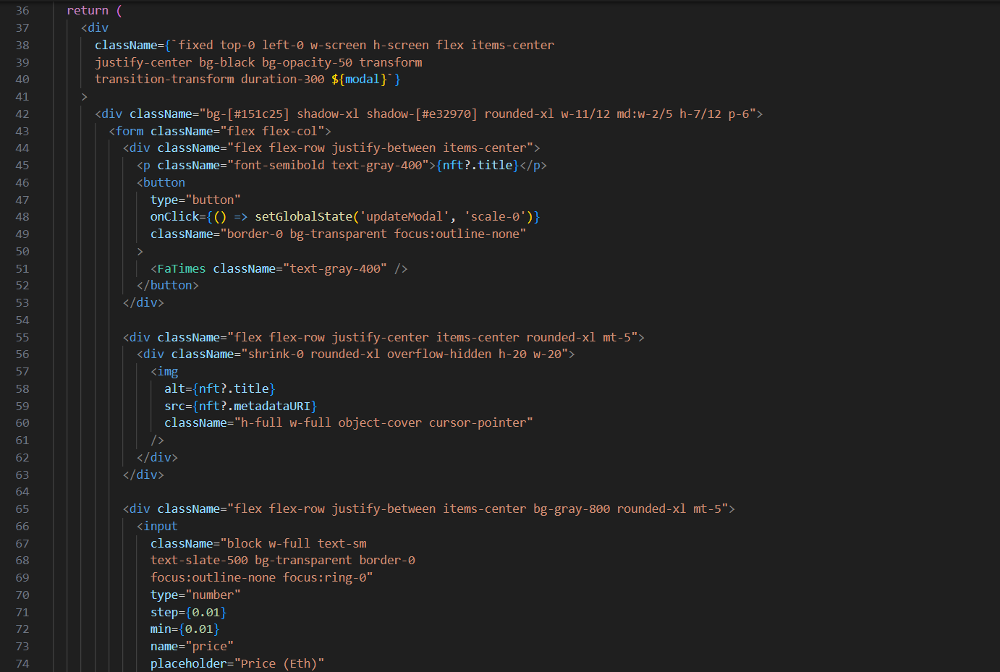 36 return (
37 <div
38 className={`fixed top-0 left-0 w-screen h-screen flex items-center
39 justify-center bg-black bg-opacity-50 transform
40 transition-transform duration-300 ${modal}`}
41 >
42 <div className="bg-[#151c25] shadow-xl shadow-[#e32970] rounded-xl w-11/12 md:w-2/5 h-7/12 p-6">
43 <form className="flex flex-col">
44 <div className="flex flex-row justify-between items-center">
45 <p className="font-semibold text-gray-400">{nft?.title}</p>
46 <button
47 type="button"
48 onClick={() => setGlobalState('updateModal', 'scale-0')}
49 className="border-0 bg-transparent focus:outline-none"
50 >
51 <FaTimes className="text-gray-400" />
52 </button>
53 </div>
54
55 <div className="flex flex-row justify-center items-center rounded-xl mt-5">
56 <div className="shrink-0 rounded-xl overflow-hidden h-20 w-20">
57 <img
58 alt={nft?.title}
59 src={nft?.metadataURI}
60 className="h-full w-full object-cover cursor-pointer"
61 />
62 </div>
63 </div>
64
65 <div className="flex flex-row justify-between items-center bg-gray-800 rounded-xl mt-5">
66 <input
67 className="block w-full text-sm
68 text-slate-500 bg-transparent border-0
69 focus:outline-none focus:ring-0"
70 type="number"
71 step={0.01}
72 min={0.01}
73 name="price"
74 placeholder="Price (Eth)"